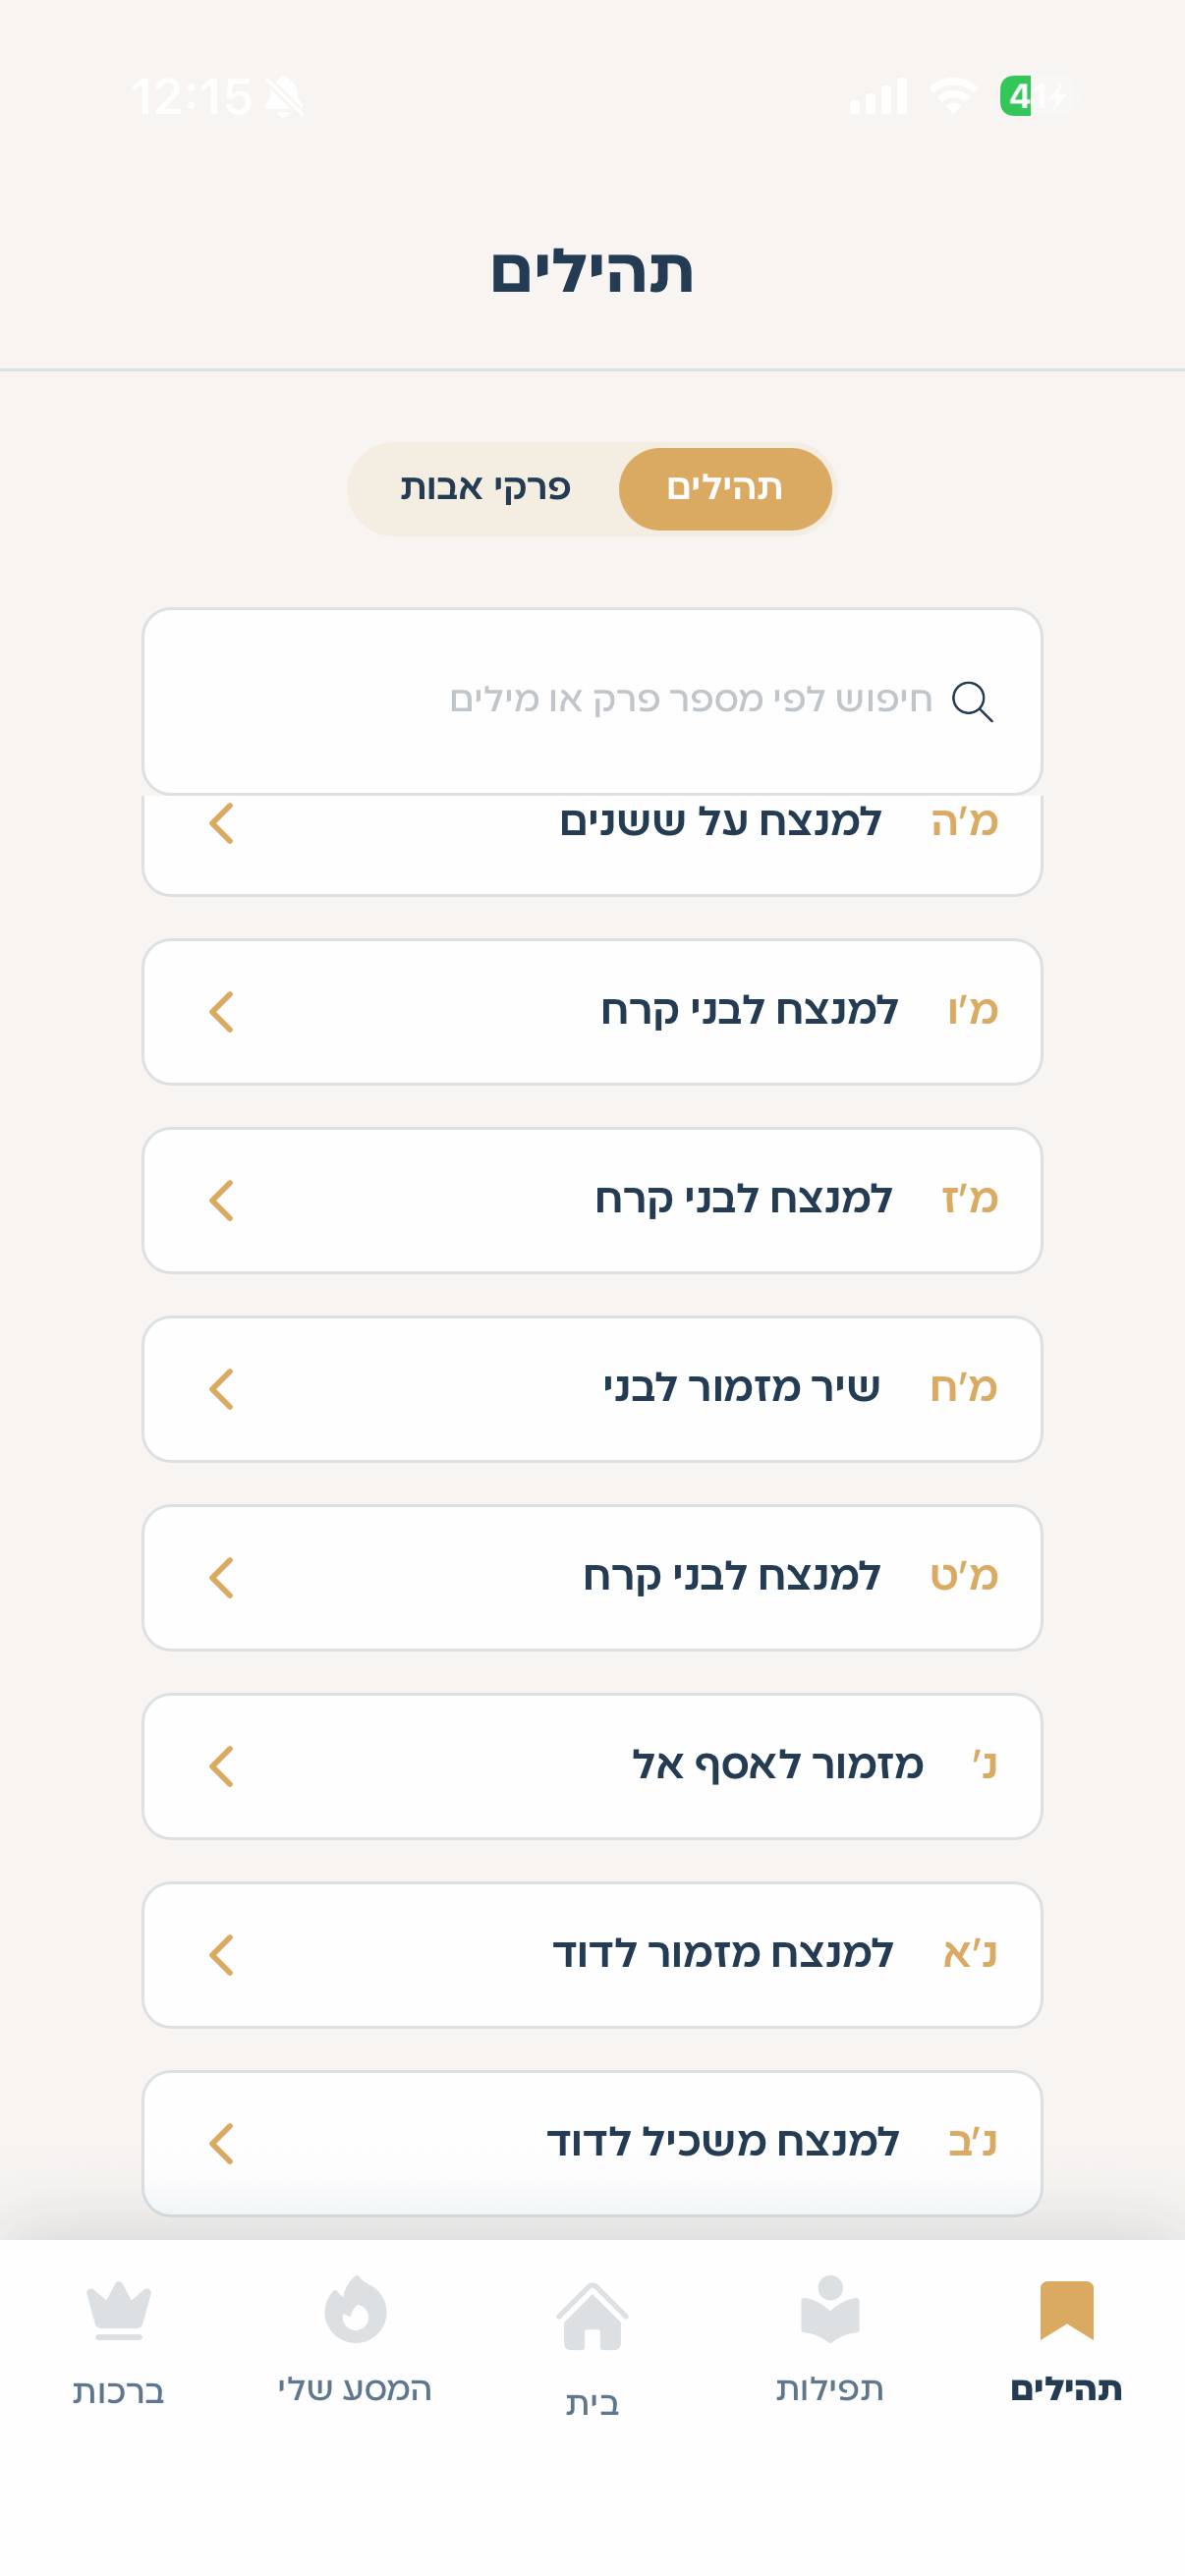 12:15
41
תהילים
תהילים
פרקי אבות
חיפוש לפי מספר פרק או מילים
מ'ה למנצח על ששנים
מ'ו למנצח לבני קרח
מ'ז למנצח לבני קרח
מ'ח שיר מזמור לבני
מ'ט למנצח לבני קרח
נ' מזמור לאסף אל
נ'א למנצח מזמור לדוד
נ'ב למנצח משכיל לדוד
תהילים
תפילות
בית
המסע שלי
ברכות